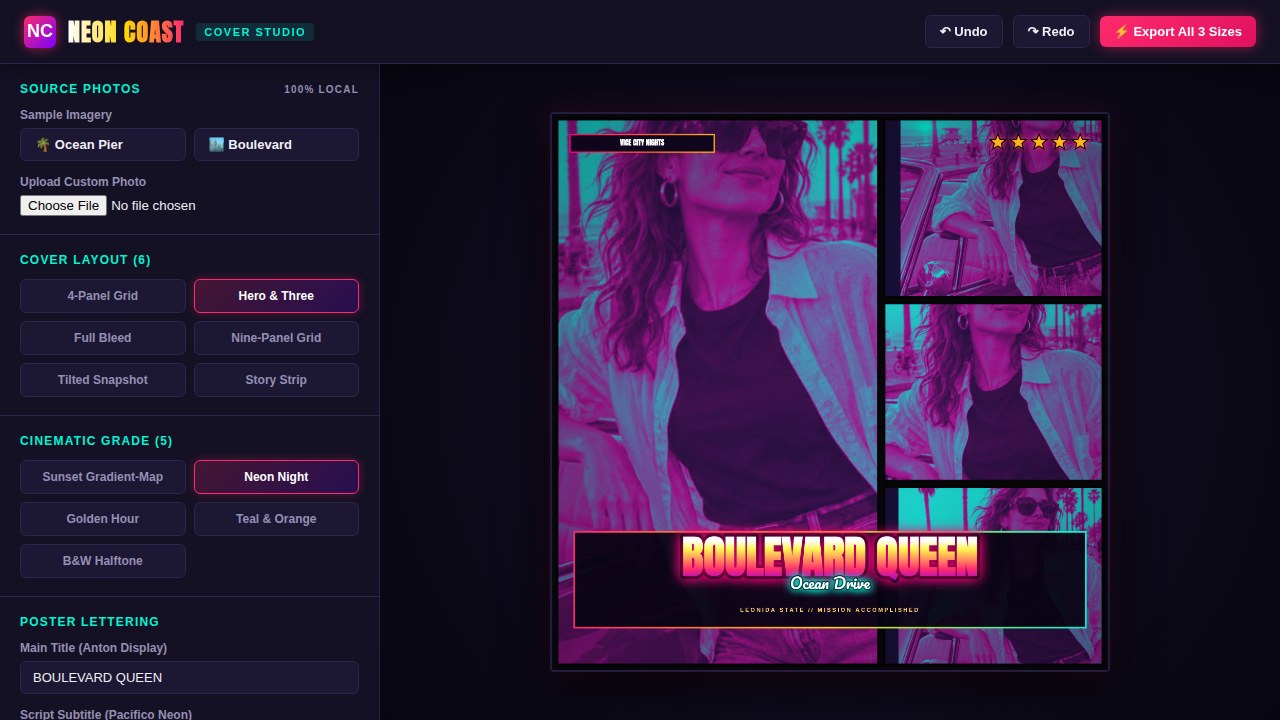 NC NEON COAST COVER STUDIO
↶ Undo
↷ Redo
⚡ Export All 3 Sizes
SOURCE PHOTOS
100% LOCAL
Sample Imagery
🌴 Ocean Pier
🏙️ Boulevard
Upload Custom Photo
Choose File No file chosen
COVER LAYOUT (6)
4-Panel Grid
Hero & Three
Full Bleed
Nine-Panel Grid
Tilted Snapshot
Story Strip
CINEMATIC GRADE (5)
Sunset Gradient-Map
Neon Night
Golden Hour
Teal & Orange
B&W Halftone
POSTER LETTERING
Main Title (Anton Display)
BOULEVARD QUEEN
Script Subtitle (Pacifico Neon)
VICE CITY NIGHTS
BOULEVARD QUEEN
Ocean Drive
LEONIDA STATE // MISSION ACCOMPLISHED